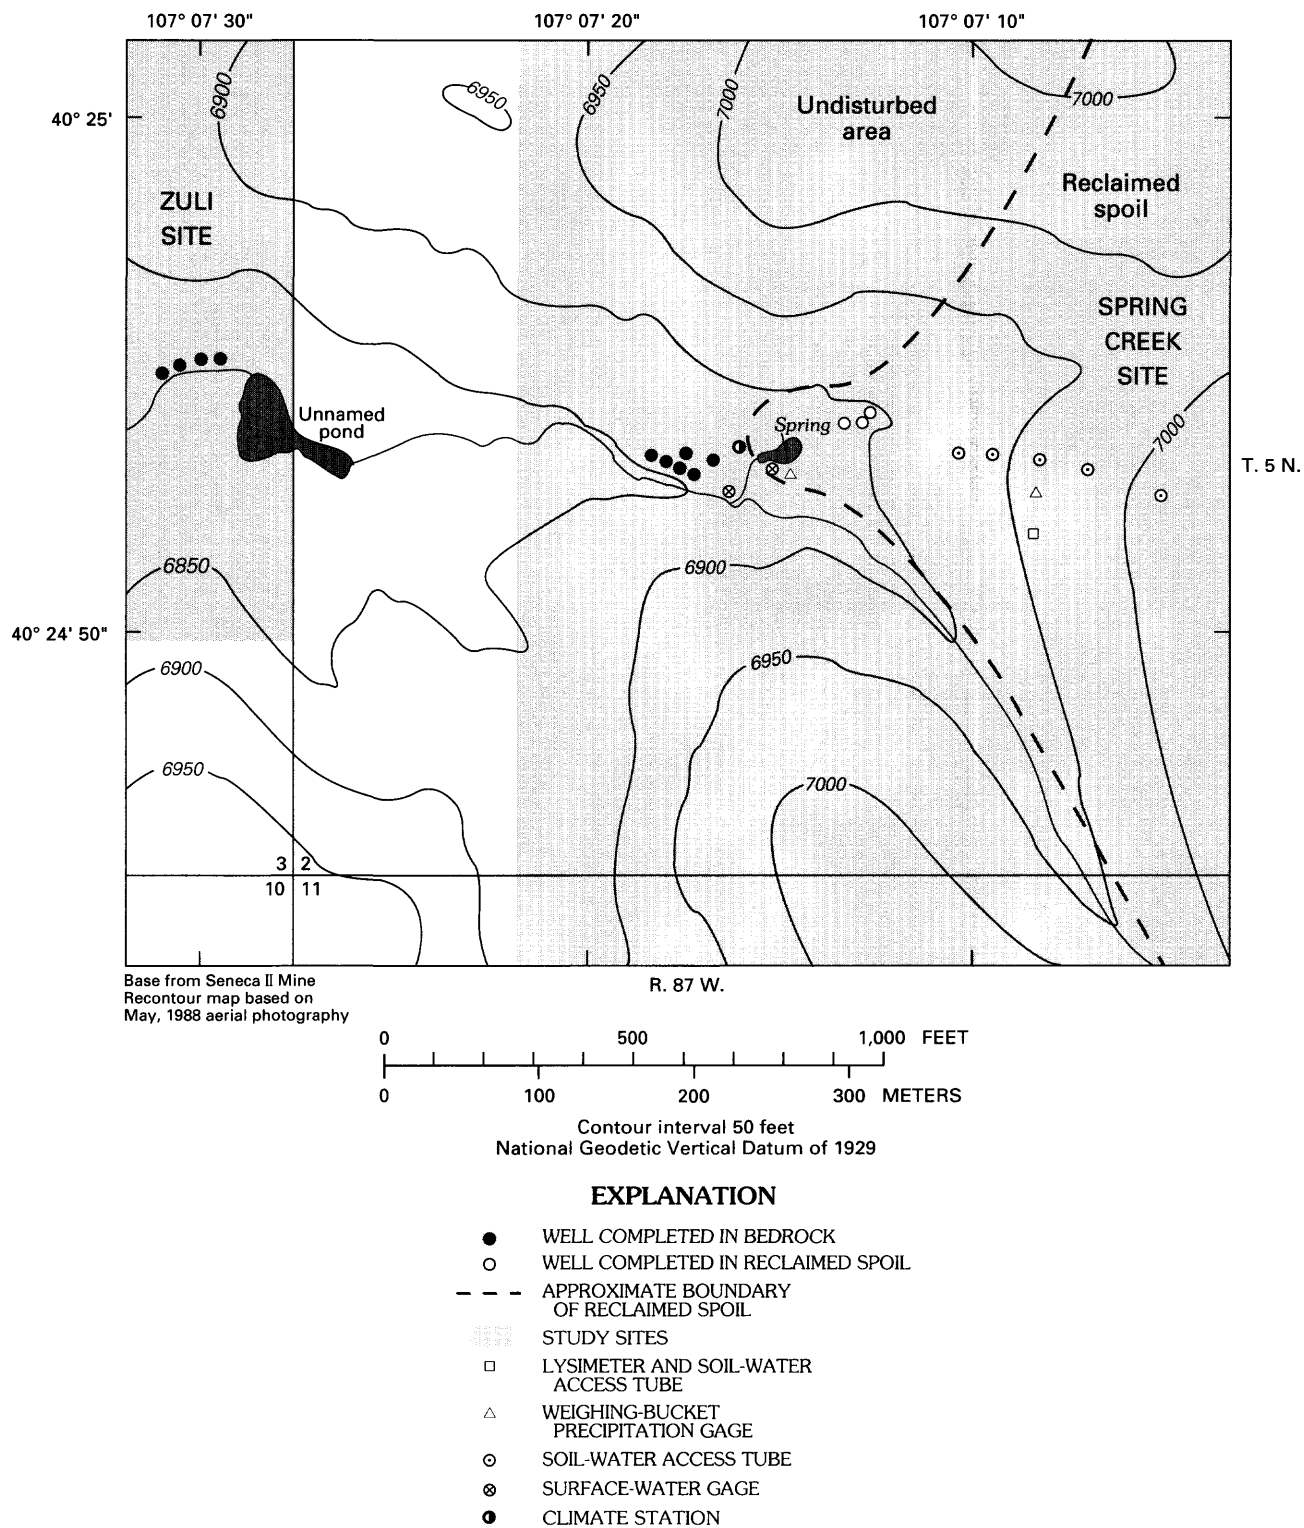 107° 07' 30"
107° 07' 20"
107° 07' 10"
6900
6950
6950
7000
7000
40° 25'
Undisturbed
area
Reclaimed
spoil
ZULI
SITE
SPRING
CREEK
SITE
Unnamed
pond
Spring
7000
T. 5 N.
6850
6900
40° 24' 50"
6900
6950
6950
7000
3 2
10 11
Base from Seneca II Mine
Recontour map based on
May, 1988 aerial photography
R. 87 W.
0 500 1,000 FEET
0 100 200 300 METERS
Contour interval 50 feet
National Geodetic Vertical Datum of 1929
EXPLANATION
WELL COMPLETED IN BEDROCK
WELL COMPLETED IN RECLAIMED SPOIL
APPROXIMATE BOUNDARY
OF RECLAIMED SPOIL
STUDY SITES
LYSIMETER AND SOIL-WATER
ACCESS TUBE
WEIGHING-BUCKET
PRECIPITATION GAGE
SOIL-WATER ACCESS TUBE
SURFACE-WATER GAGE
CLIMATE STATION